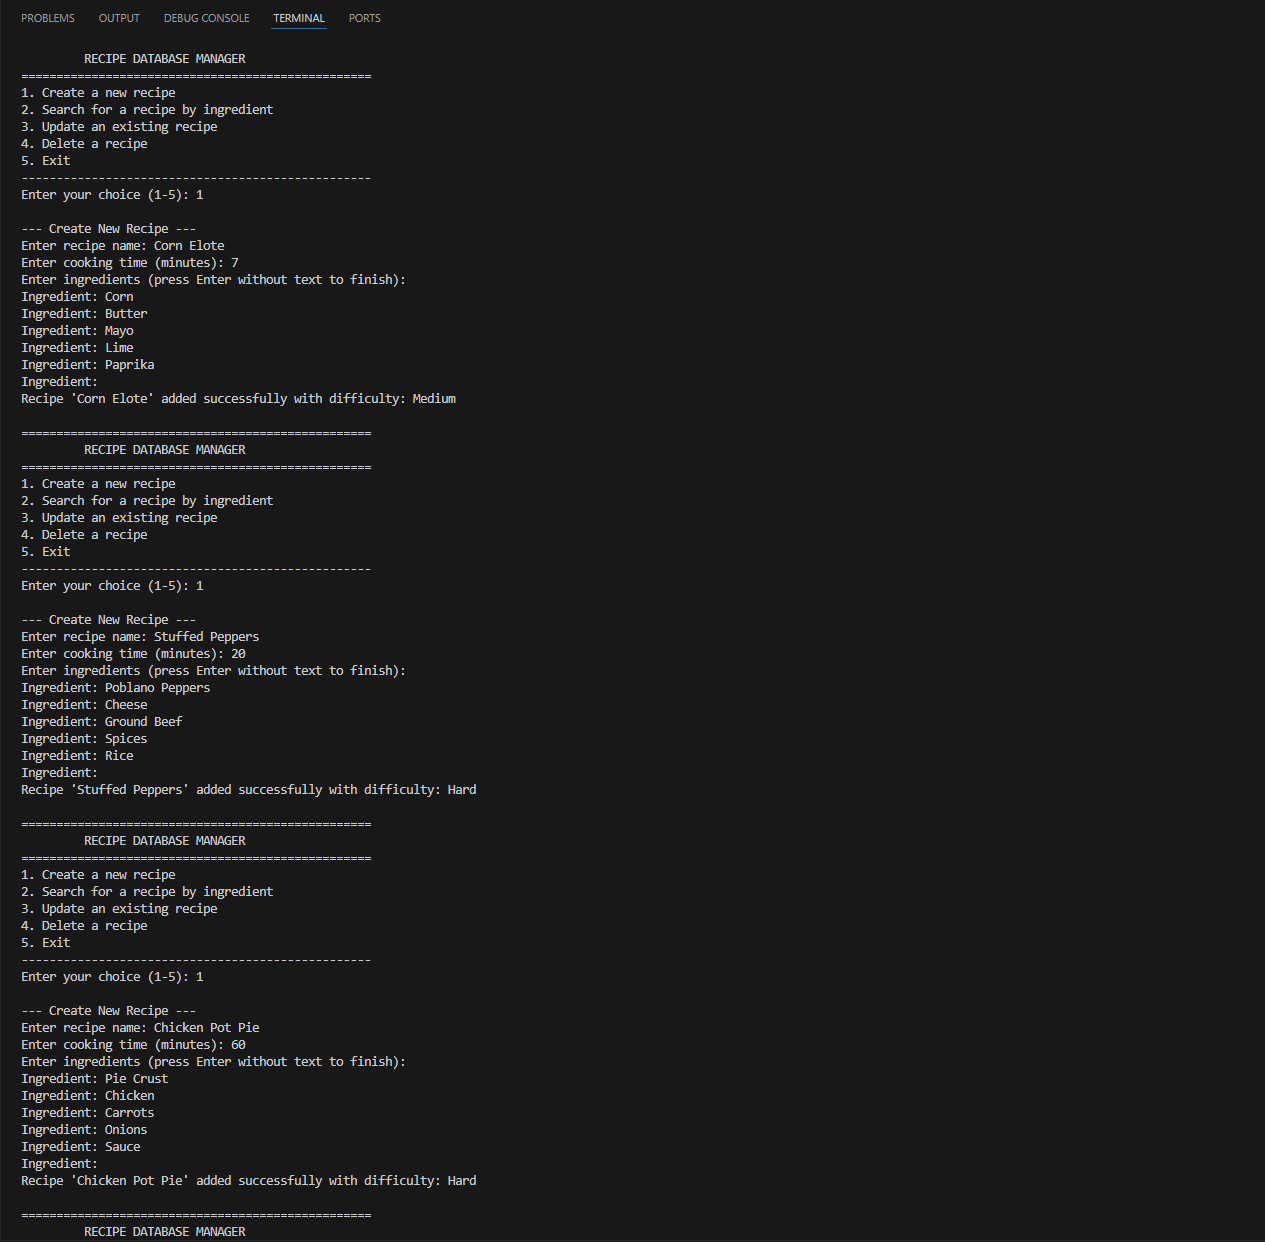 PROBLEMS OUTPUT DEBUG CONSOLE TERMINAL PORTS
RECIPE DATABASE MANAGER
==================================================
1. Create a new recipe
2. Search for a recipe by ingredient
3. Update an existing recipe
4. Delete a recipe
5. Exit
--------------------------------------------------
Enter your choice (1-5): 1
--- Create New Recipe ---
Enter recipe name: Corn Elote
Enter cooking time (minutes): 7
Enter ingredients (press Enter without text to finish):
Ingredient: Corn
Ingredient: Butter
Ingredient: Mayo
Ingredient: Lime
Ingredient: Paprika
Ingredient:
Recipe 'Corn Elote' added successfully with difficulty: Medium
==================================================
RECIPE DATABASE MANAGER
==================================================
1. Create a new recipe
2. Search for a recipe by ingredient
3. Update an existing recipe
4. Delete a recipe
5. Exit
--------------------------------------------------
Enter your choice (1-5): 1
--- Create New Recipe ---
Enter recipe name: Stuffed Peppers
Enter cooking time (minutes): 20
Enter ingredients (press Enter without text to finish):
Ingredient: Poblano Peppers
Ingredient: Cheese
Ingredient: Ground Beef
Ingredient: Spices
Ingredient: Rice
Ingredient:
Recipe 'Stuffed Peppers' added successfully with difficulty: Hard
==================================================
RECIPE DATABASE MANAGER
==================================================
1. Create a new recipe
2. Search for a recipe by ingredient
3. Update an existing recipe
4. Delete a recipe
5. Exit
--------------------------------------------------
Enter your choice (1-5): 1
--- Create New Recipe ---
Enter recipe name: Chicken Pot Pie
Enter cooking time (minutes): 60
Enter ingredients (press Enter without text to finish):
Ingredient: Pie Crust
Ingredient: Chicken
Ingredient: Carrots
Ingredient: Onions
Ingredient: Sauce
Ingredient:
Recipe 'Chicken Pot Pie' added successfully with difficulty: Hard
==================================================
RECIPE DATABASE MANAGER